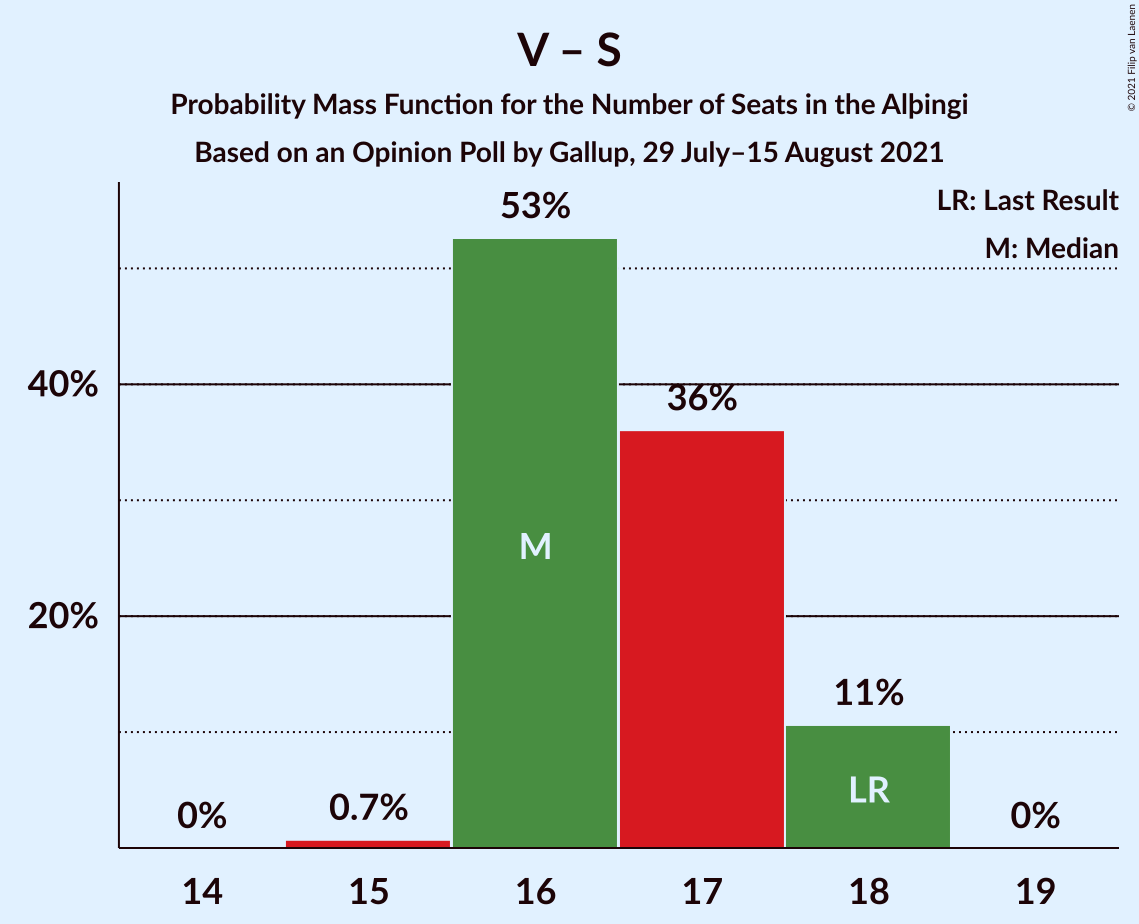 V – S
Probability Mass Function for the Number of Seats in the Alþingi
Based on an Opinion Poll by Gallup, 29 July–15 August 2021
© 2021 Filip van Laenen
LR: Last Result
M: Median
53%
40%
36%
M
20%
11%
LR
0%
0.7%
0%
14
15
16
17
18
19